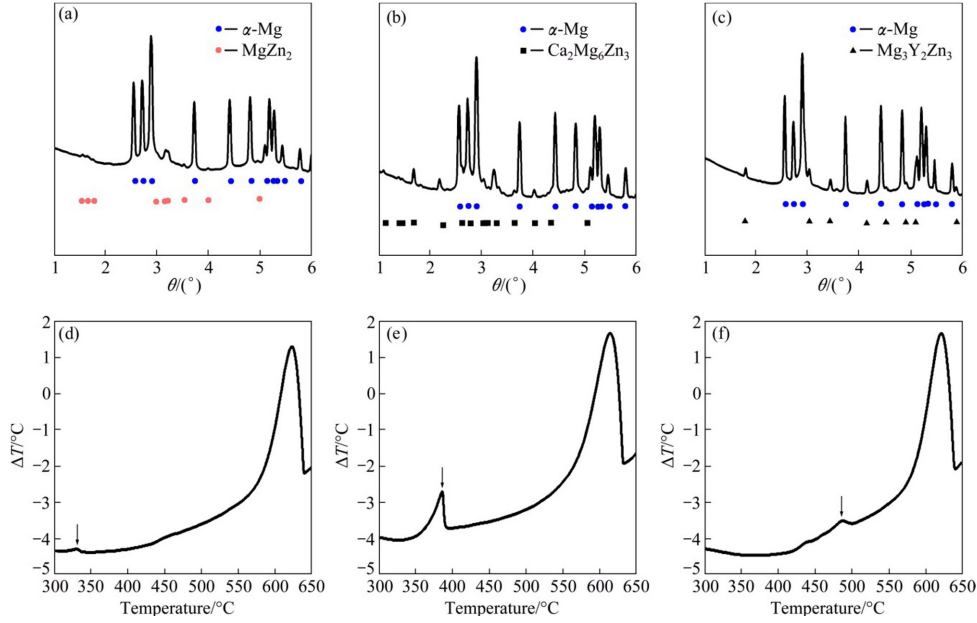 (a)
● — α-Mg
● — MgZn₂
1 2 3 4 5 6
θ/(°)
(b)
● — α-Mg
■ — Ca₂Mg₆Zn₃
1 2 3 4 5 6
θ/(°)
(c)
● — α-Mg
▲ — Mg₃Y₂Zn₃
1 2 3 4 5 6
θ/(°)
(d)
2
1
0
−1
−2
−3
−4
−5
ΔT/°C
300 350 400 450 500 550 600 650
Temperature/°C
(e)
2
1
0
−1
−2
−3
−4
−5
ΔT/°C
300 350 400 450 500 550 600 650
Temperature/°C
(f)
2
1
0
−1
−2
−3
−4
−5
ΔT/°C
300 350 400 450 500 550 600 650
Temperature/°C